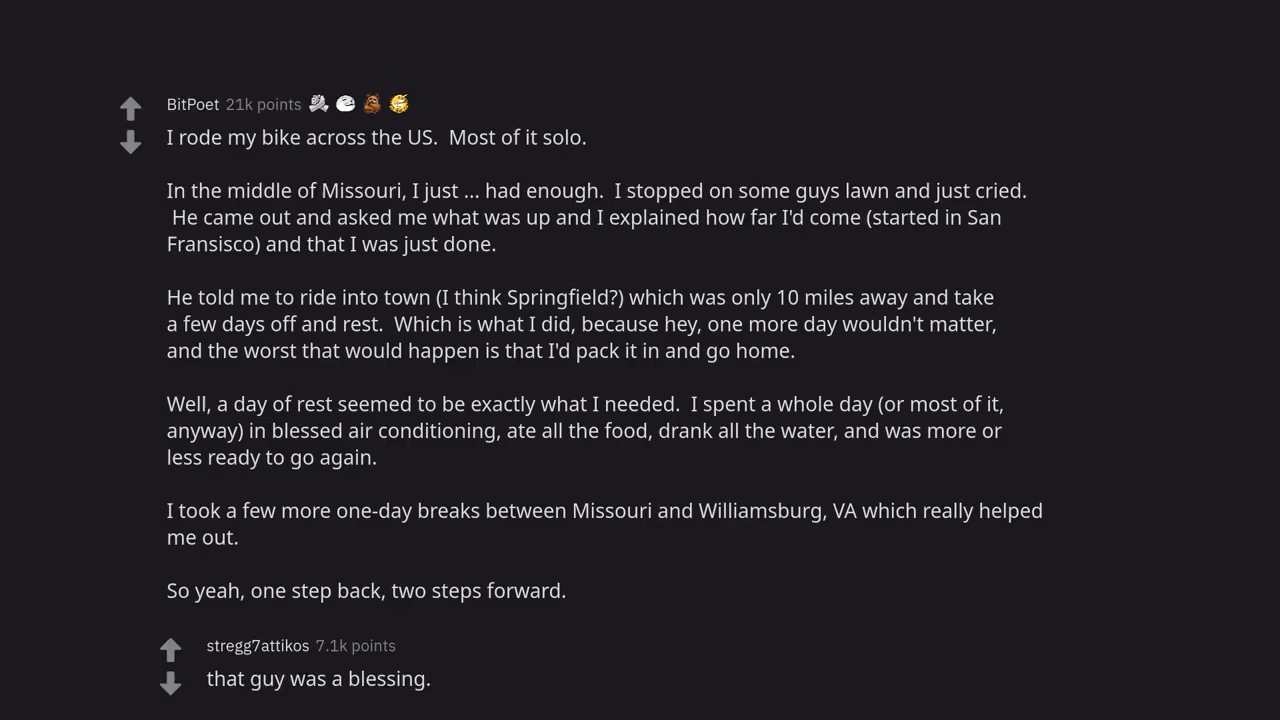 BitPoet 21k points
I rode my bike across the US.  Most of it solo.
In the middle of Missouri, I just ... had enough.  I stopped on some guys lawn and just cried.
He came out and asked me what was up and I explained how far I'd come (started in San
Fransisco) and that I was just done.
He told me to ride into town (I think Springfield?) which was only 10 miles away and take
a few days off and rest.  Which is what I did, because hey, one more day wouldn't matter,
and the worst that would happen is that I'd pack it in and go home.
Well, a day of rest seemed to be exactly what I needed.  I spent a whole day (or most of it,
anyway) in blessed air conditioning, ate all the food, drank all the water, and was more or
less ready to go again.
I took a few more one-day breaks between Missouri and Williamsburg, VA which really helped
me out.
So yeah, one step back, two steps forward.
stregg7attikos 7.1k points
that guy was a blessing.